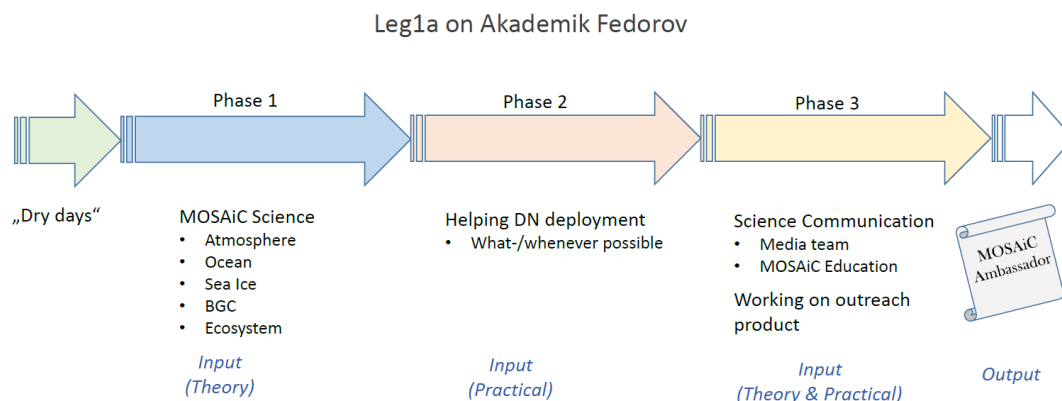 Leg1a on Akademik Fedorov
Phase 1
Phase 2
Phase 3
„Dry days“
MOSAiC Science
• Atmosphere
• Ocean
• Sea Ice
• BGC
• Ecosystem
Input
(Theory)
Helping DN deployment
• What-/whenever possible
Input
(Practical)
Science Communication
• Media team
• MOSAiC Education
Working on outreach
product
Input
(Theory & Practical)
MOSAiC
Ambassador
Output